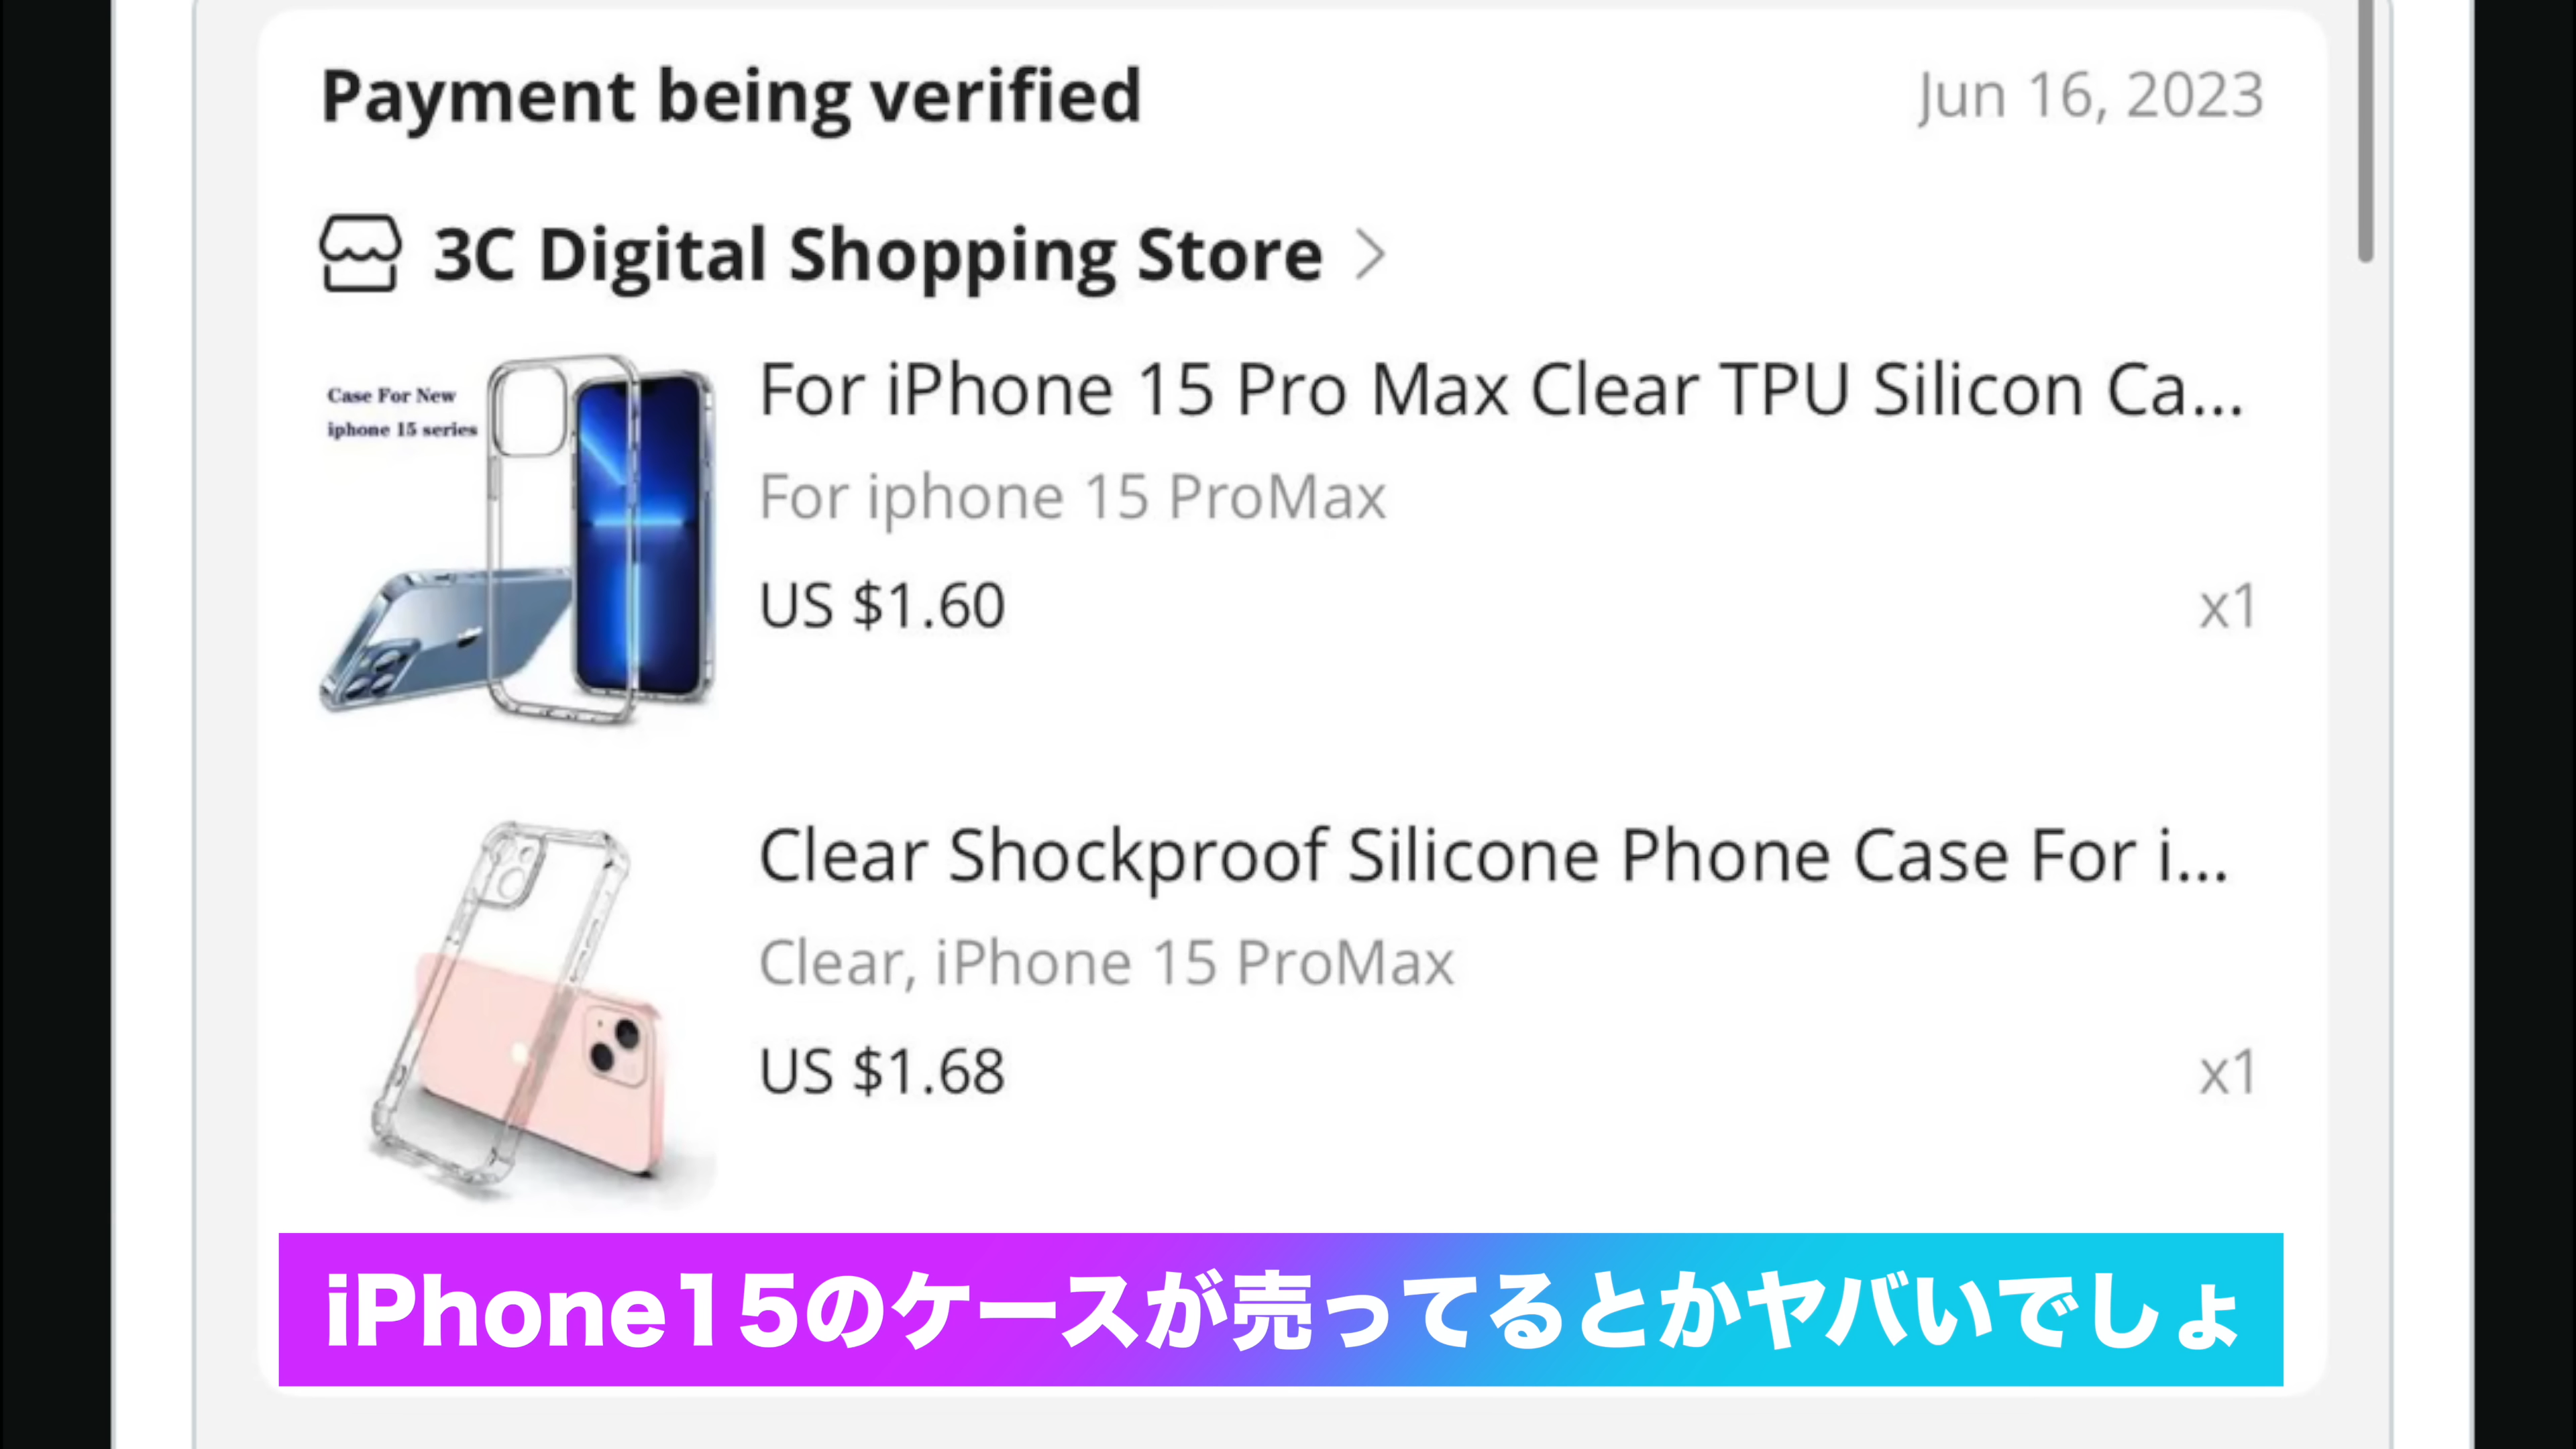 Payment being verified
Jun 16, 2023
3C Digital Shopping Store
Case For New
iphone 15 series
For iPhone 15 Pro Max Clear TPU Silicon Ca...
For iphone 15 ProMax
US $1.60
x1
Clear Shockproof Silicone Phone Case For i...
Clear, iPhone 15 ProMax
US $1.68
x1
iPhone15のケースが売ってるとかヤバいでしょ